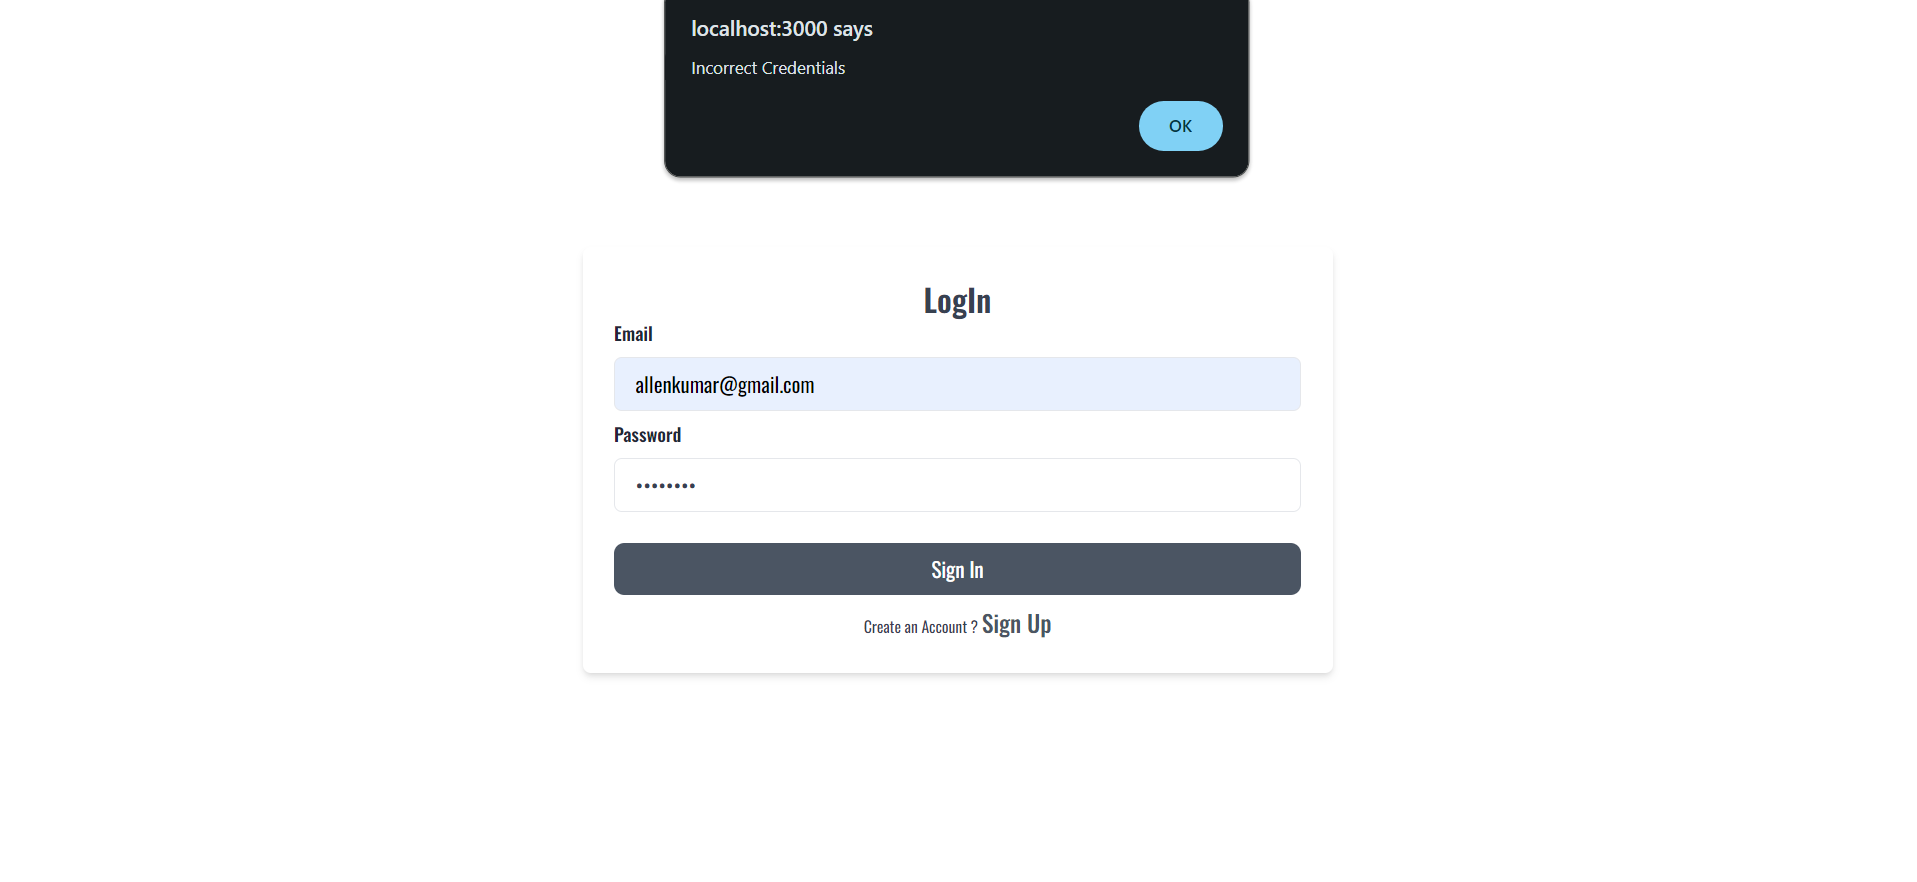 localhost:3000 says
Incorrect Credentials
OK
LogIn
Email
allenkumar@gmail.com
Password
••••••••
Sign In
Create an Account ? Sign Up